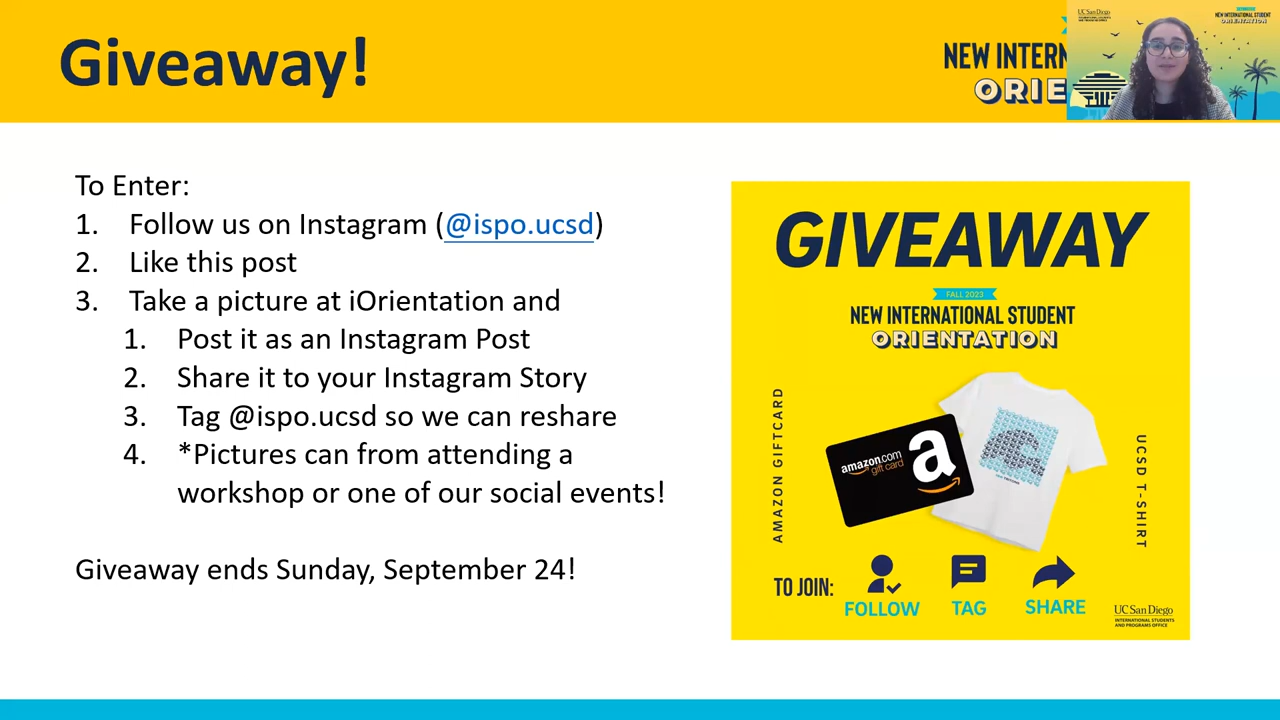 Giveaway!
NEW INTERN
ORIE
UC San Diego
NEW INTERNATIONAL STUDENT
ORIENTATION
To Enter:
1. Follow us on Instagram (@ispo.ucsd)
2. Like this post
3. Take a picture at iOrientation and
1. Post it as an Instagram Post
2. Share it to your Instagram Story
3. Tag @ispo.ucsd so we can reshare
4. *Pictures can from attending a
workshop or one of our social events!
Giveaway ends Sunday, September 24!
GIVEAWAY
FALL 2023
NEW INTERNATIONAL STUDENT
ORIENTATION
AMAZON GIFTCARD
amazon.com
gift card
a
UCSD T-SHIRT
TO JOIN:
FOLLOW
TAG
SHARE
UC San Diego
INTERNATIONAL STUDENTS
AND PROGRAMS OFFICE